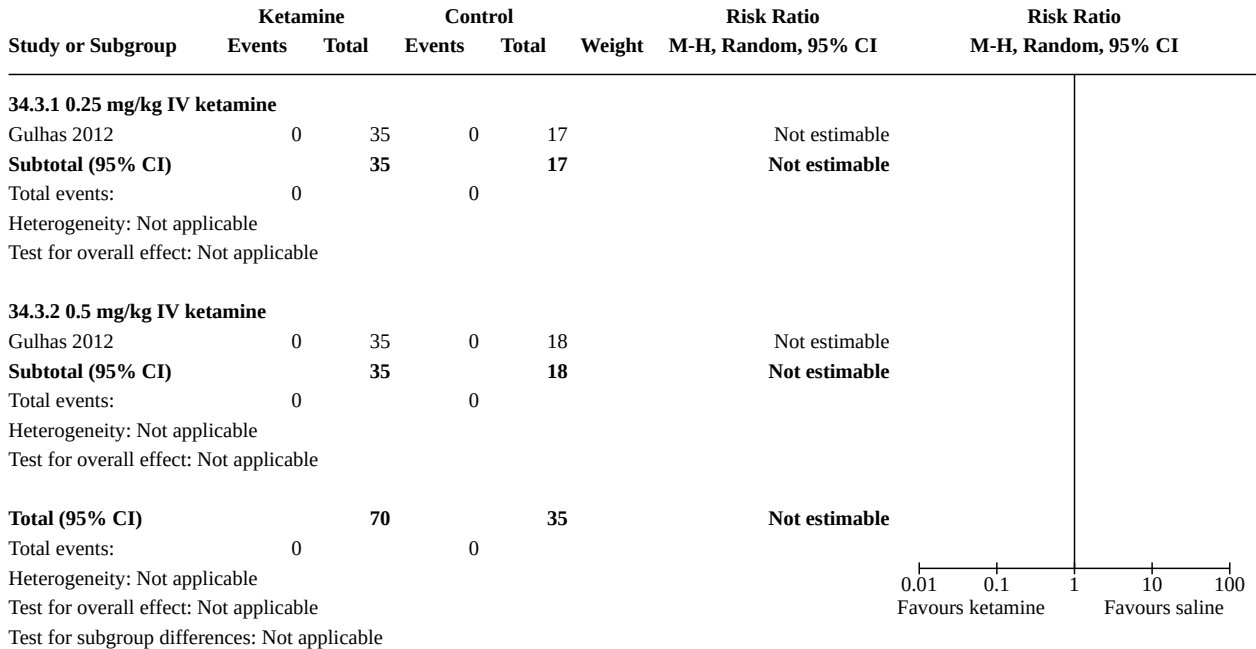 Ketamine Control Risk Ratio Risk Ratio
Study or Subgroup Events Total Events Total Weight M-H, Random, 95% CI M-H, Random, 95% CI
34.3.1 0.25 mg/kg IV ketamine
Gulhas 2012 0 35 0 17 Not estimable
Subtotal (95% CI) 35 17 Not estimable
Total events: 0 0
Heterogeneity: Not applicable
Test for overall effect: Not applicable
34.3.2 0.5 mg/kg IV ketamine
Gulhas 2012 0 35 0 18 Not estimable
Subtotal (95% CI) 35 18 Not estimable
Total events: 0 0
Heterogeneity: Not applicable
Test for overall effect: Not applicable
Total (95% CI) 70 35 Not estimable
Total events: 0 0
Heterogeneity: Not applicable
0.01 0.1 1 10 100
Test for overall effect: Not applicable Favours ketamine Favours saline
Test for subgroup differences: Not applicable